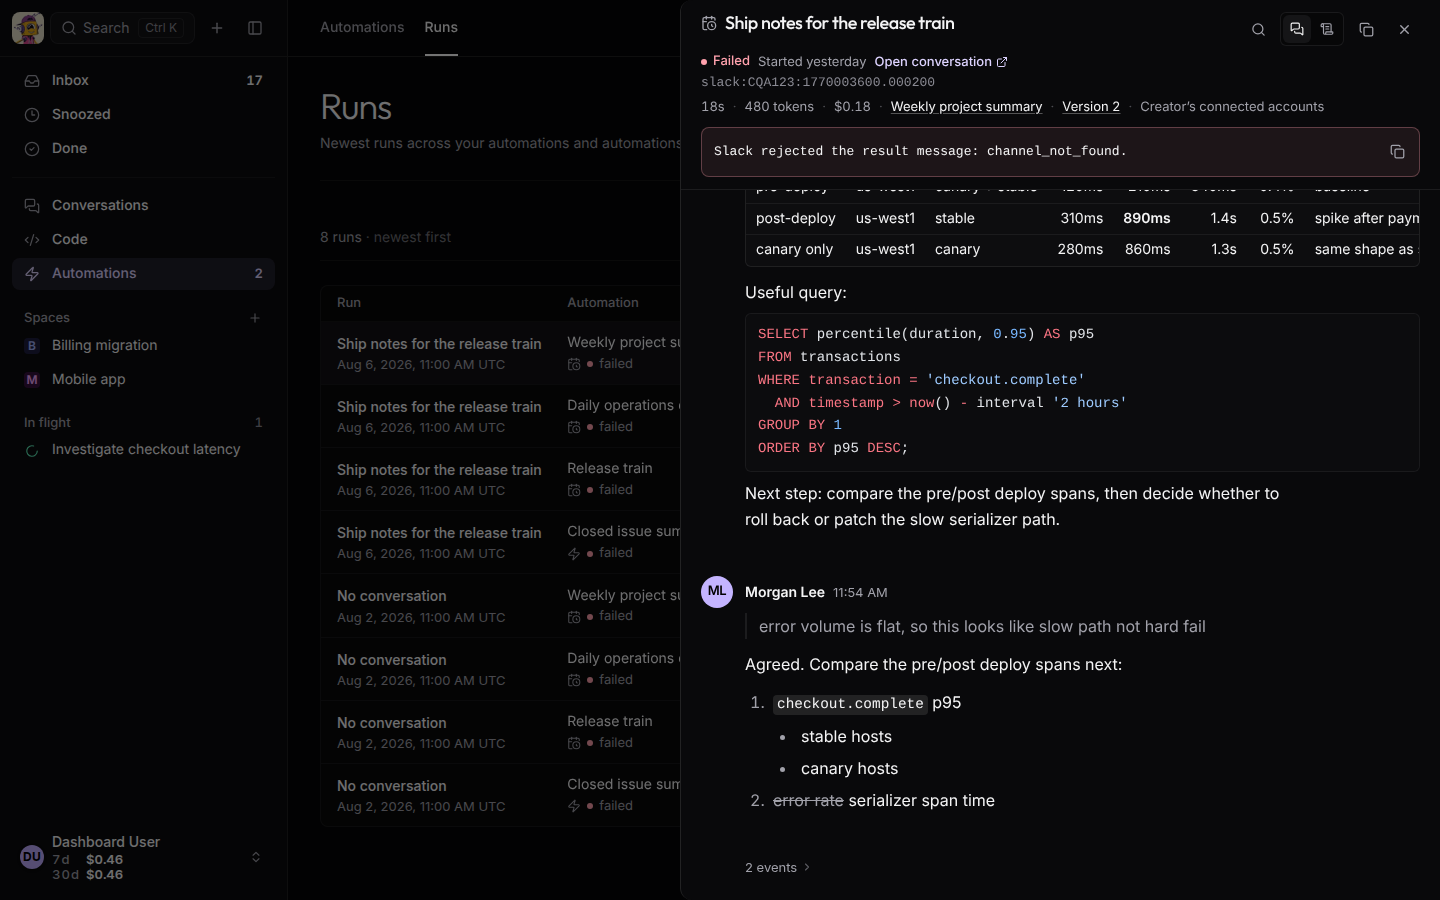 Search Ctrl K
Inbox 17
Snoozed
Done
Conversations
Code
Automations 2
Spaces
B Billing migration
M Mobile app
In flight 1
Investigate checkout latency
DU Dashboard User
7d $0.46
30d $0.46
Automations Runs
Runs
Newest runs across your automations and automations
8 runs · newest first
Run Automation
Ship notes for the release train Weekly project su
Aug 6, 2026, 11:00 AM UTC failed
Ship notes for the release train Daily operations
Aug 6, 2026, 11:00 AM UTC failed
Ship notes for the release train Release train
Aug 6, 2026, 11:00 AM UTC failed
Ship notes for the release train Closed issue sum
Aug 6, 2026, 11:00 AM UTC failed
No conversation Weekly project su
Aug 2, 2026, 11:00 AM UTC failed
No conversation Daily operations
Aug 2, 2026, 11:00 AM UTC failed
No conversation Release train
Aug 2, 2026, 11:00 AM UTC failed
No conversation Closed issue sum
Aug 2, 2026, 11:00 AM UTC failed
Ship notes for the release train
Failed Started yesterday Open conversation
slack:CQA123:1770003600.000200
18s · 480 tokens · $0.18 · Weekly project summary · Version 2 · Creator's connected accounts
Slack rejected the result message: channel_not_found.
post-deploy us-west1 stable 310ms 890ms 1.4s 0.5% spike after paym
canary only us-west1 canary 280ms 860ms 1.3s 0.5% same shape as
Useful query:
SELECT percentile(duration, 0.95) AS p95
FROM transactions
WHERE transaction = 'checkout.complete'
AND timestamp > now() - interval '2 hours'
GROUP BY 1
ORDER BY p95 DESC;
Next step: compare the pre/post deploy spans, then decide whether to
roll back or patch the slow serializer path.
ML Morgan Lee 11:54 AM
error volume is flat, so this looks like slow path not hard fail
Agreed. Compare the pre/post deploy spans next:
1. checkout.complete p95
• stable hosts
• canary hosts
2. error rate serializer span time
2 events